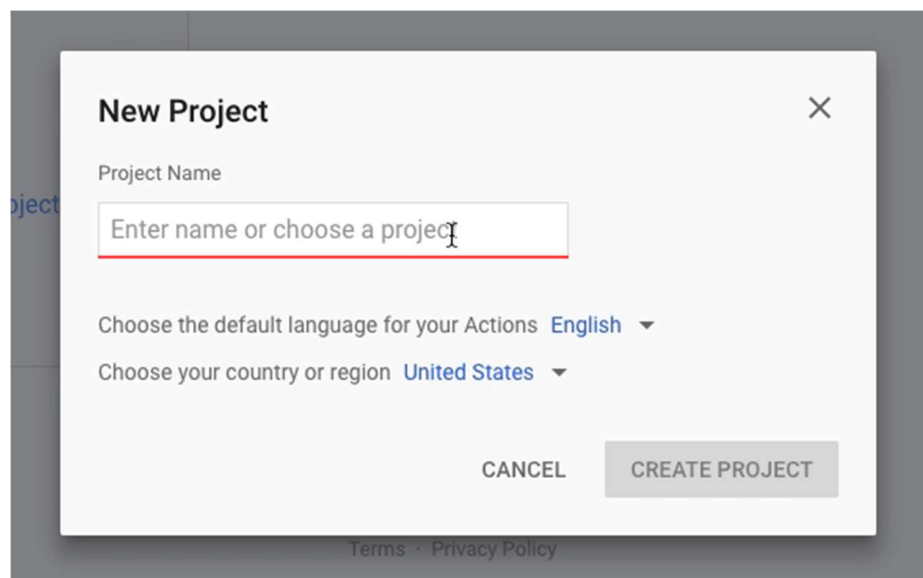 New Project
Project Name
oject
Enter name or choose a project
Choose the default language for your Actions English
Choose your country or region United States
CANCEL CREATE PROJECT
Terms · Privacy Policy